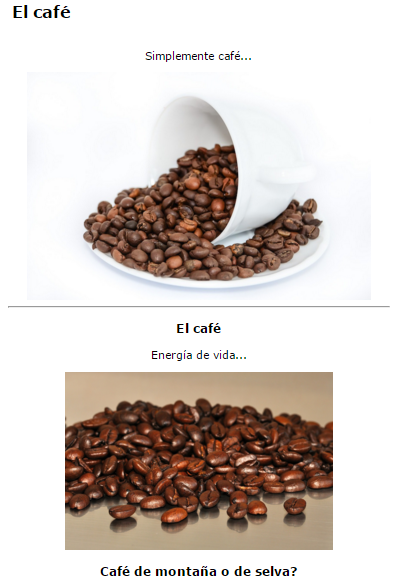 El café
Simplemente café...
El café
Energía de vida...
Café de montaña o de selva?